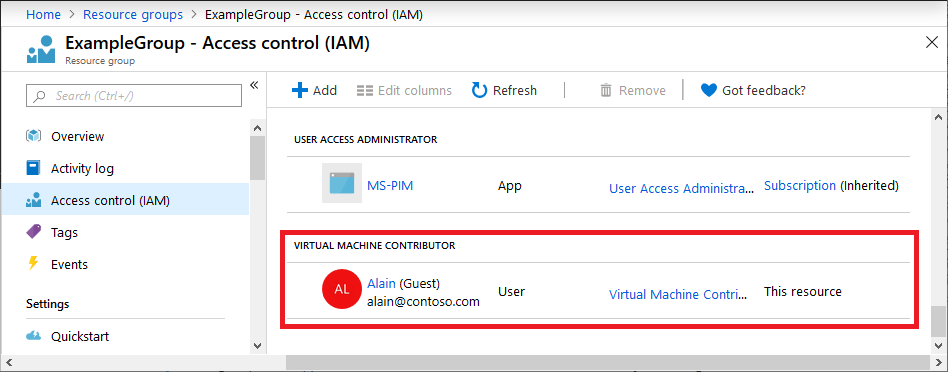 Home > Resource groups > ExampleGroup - Access control (IAM)
ExampleGroup - Access control (IAM)
Resource group
Search (Ctrl+/)
Overview
Activity log
Access control (IAM)
Tags
Events
Settings
Quickstart
Add Edit columns Refresh Remove Got feedback?
USER ACCESS ADMINISTRATOR
MS-PIM App User Access Administra... Subscription (Inherited)
VIRTUAL MACHINE CONTRIBUTOR
AL Alain (Guest) User Virtual Machine Contri... This resource
alain@contoso.com